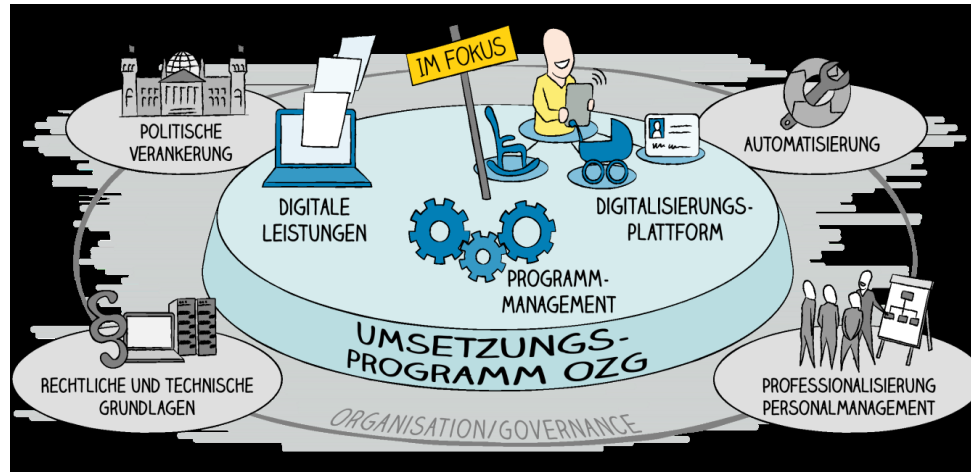 IM FOKUS
POLITISCHE
VERANKERUNG
AUTOMATISIERUNG
DIGITALE
LEISTUNGEN
DIGITALISIERUNGS-
PLATTFORM
PROGRAMM-
MANAGEMENT
UMSETZUNGS-
PROGRAMM OZG
RECHTLICHE UND TECHNISCHE
GRUNDLAGEN
PROFESSIONALISIERUNG
PERSONALMANAGEMENT
ORGANISATION/GOVERNANCE